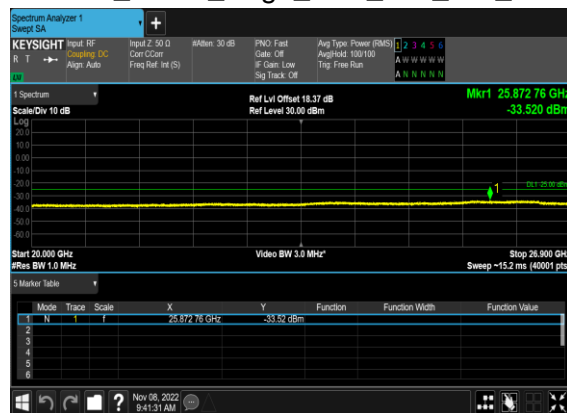 Spectrum Analyzer 1
Swept SA
KEYSIGHT
R T
Input: RF
Coupling: DC
Align: Auto
Input Z: 50 Ω
Corr CCorr
Freq Ref: Int (S)
#Atten: 30 dB
PNO: Fast
Gate: Off
IF Gain: Low
Sig Track: Off
Avg Type: Power (RMS)
Avg|Hold: 100/100
Trig: Free Run
1 2 3 4 5 6
A W W W W W
A N N N N N
1 Spectrum
Scale/Div 10 dB
Ref Lvl Offset 18.37 dB
Ref Level 30.00 dBm
Mkr1 25.872 76 GHz
-33.520 dBm
Log
20.0
10.0
0.00
-10.0
-20.0
-30.0
-40.0
-50.0
-60.0
1
Start 20.000 GHz
#Res BW 1.0 MHz
Video BW 3.0 MHz*
Stop 26.900 GHz
Sweep ~15.2 ms (40001 pts)
5 Marker Table
Mode Trace Scale X Y Function Function Width Function Value
1 N 1 f 25.872 76 GHz -33.52 dBm
2
3
4
5
6
Nov 08, 2022
9:41:31 AM